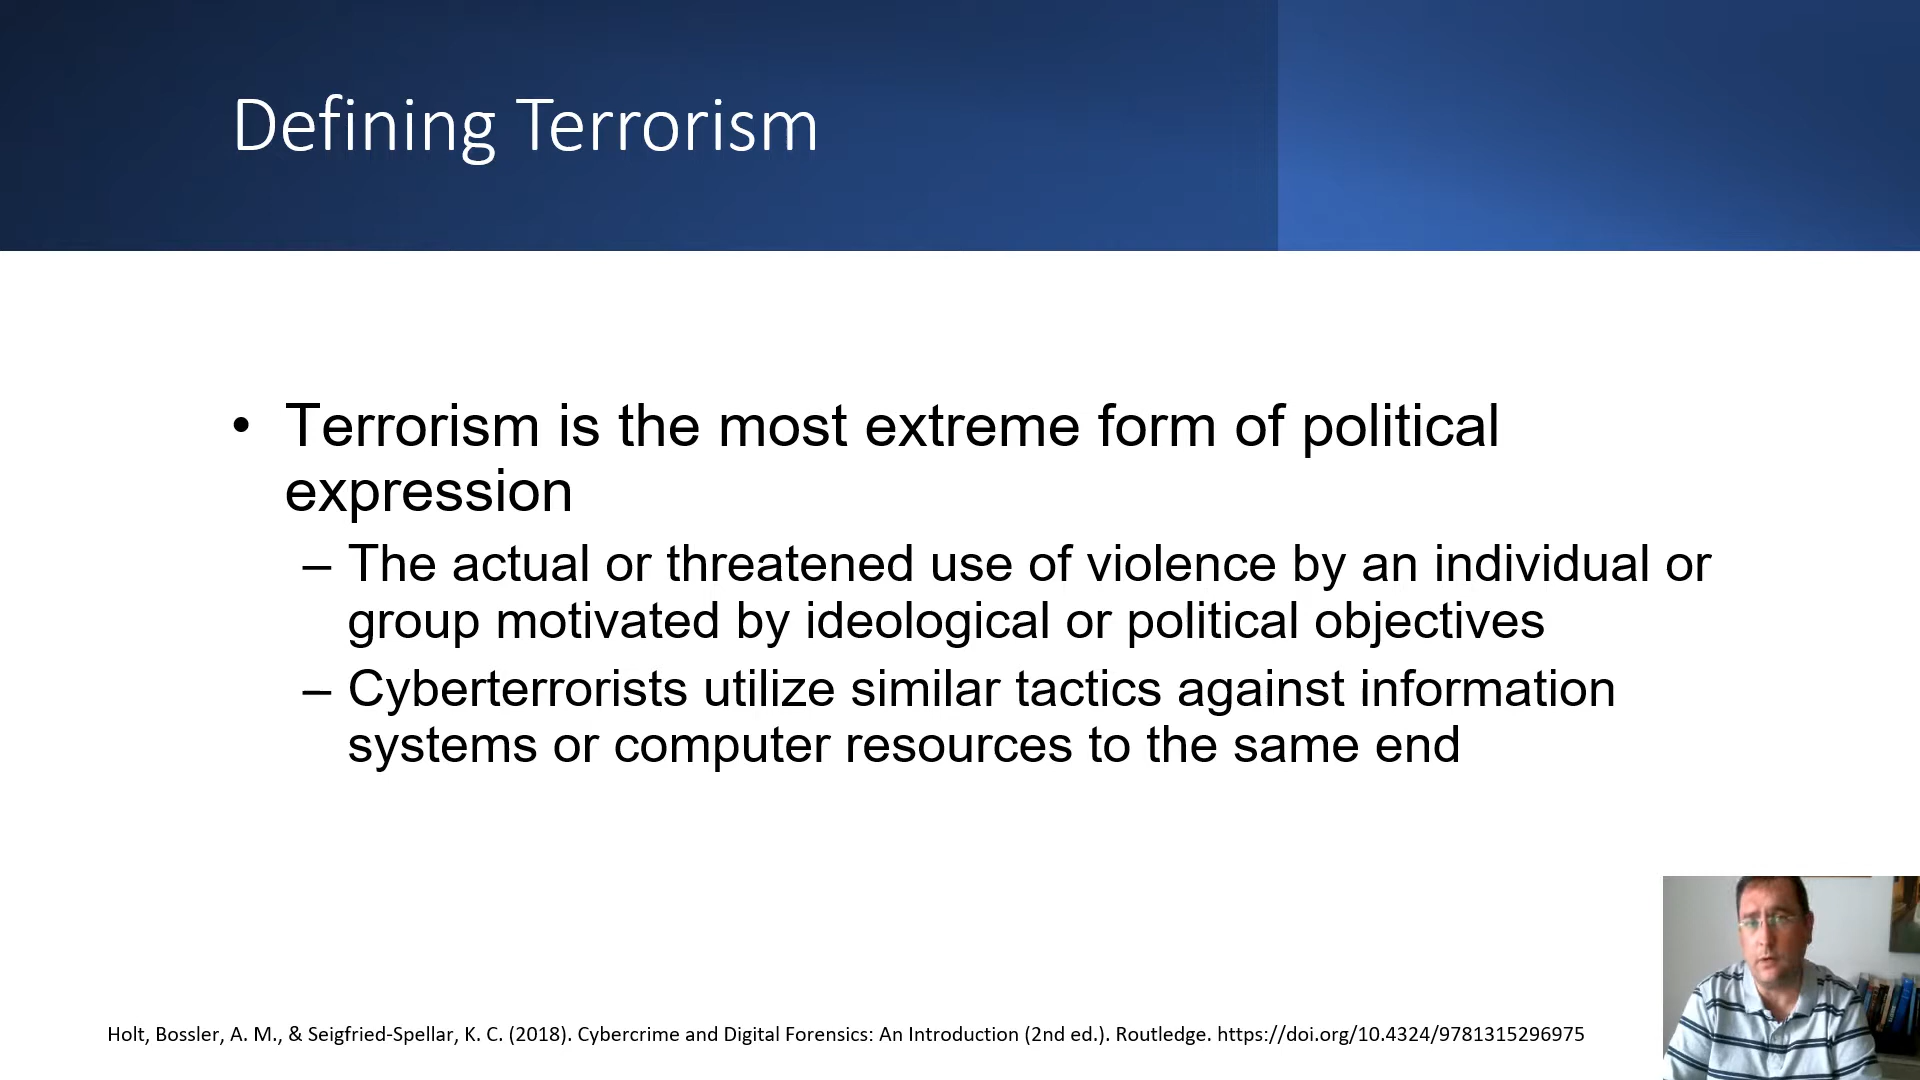 Defining Terrorism
• Terrorism is the most extreme form of political
expression
– The actual or threatened use of violence by an individual or
group motivated by ideological or political objectives
– Cyberterrorists utilize similar tactics against information
systems or computer resources to the same end
Holt, Bossler, A. M., & Seigfried-Spellar, K. C. (2018). Cybercrime and Digital Forensics: An Introduction (2nd ed.). Routledge. https://doi.org/10.4324/9781315296975